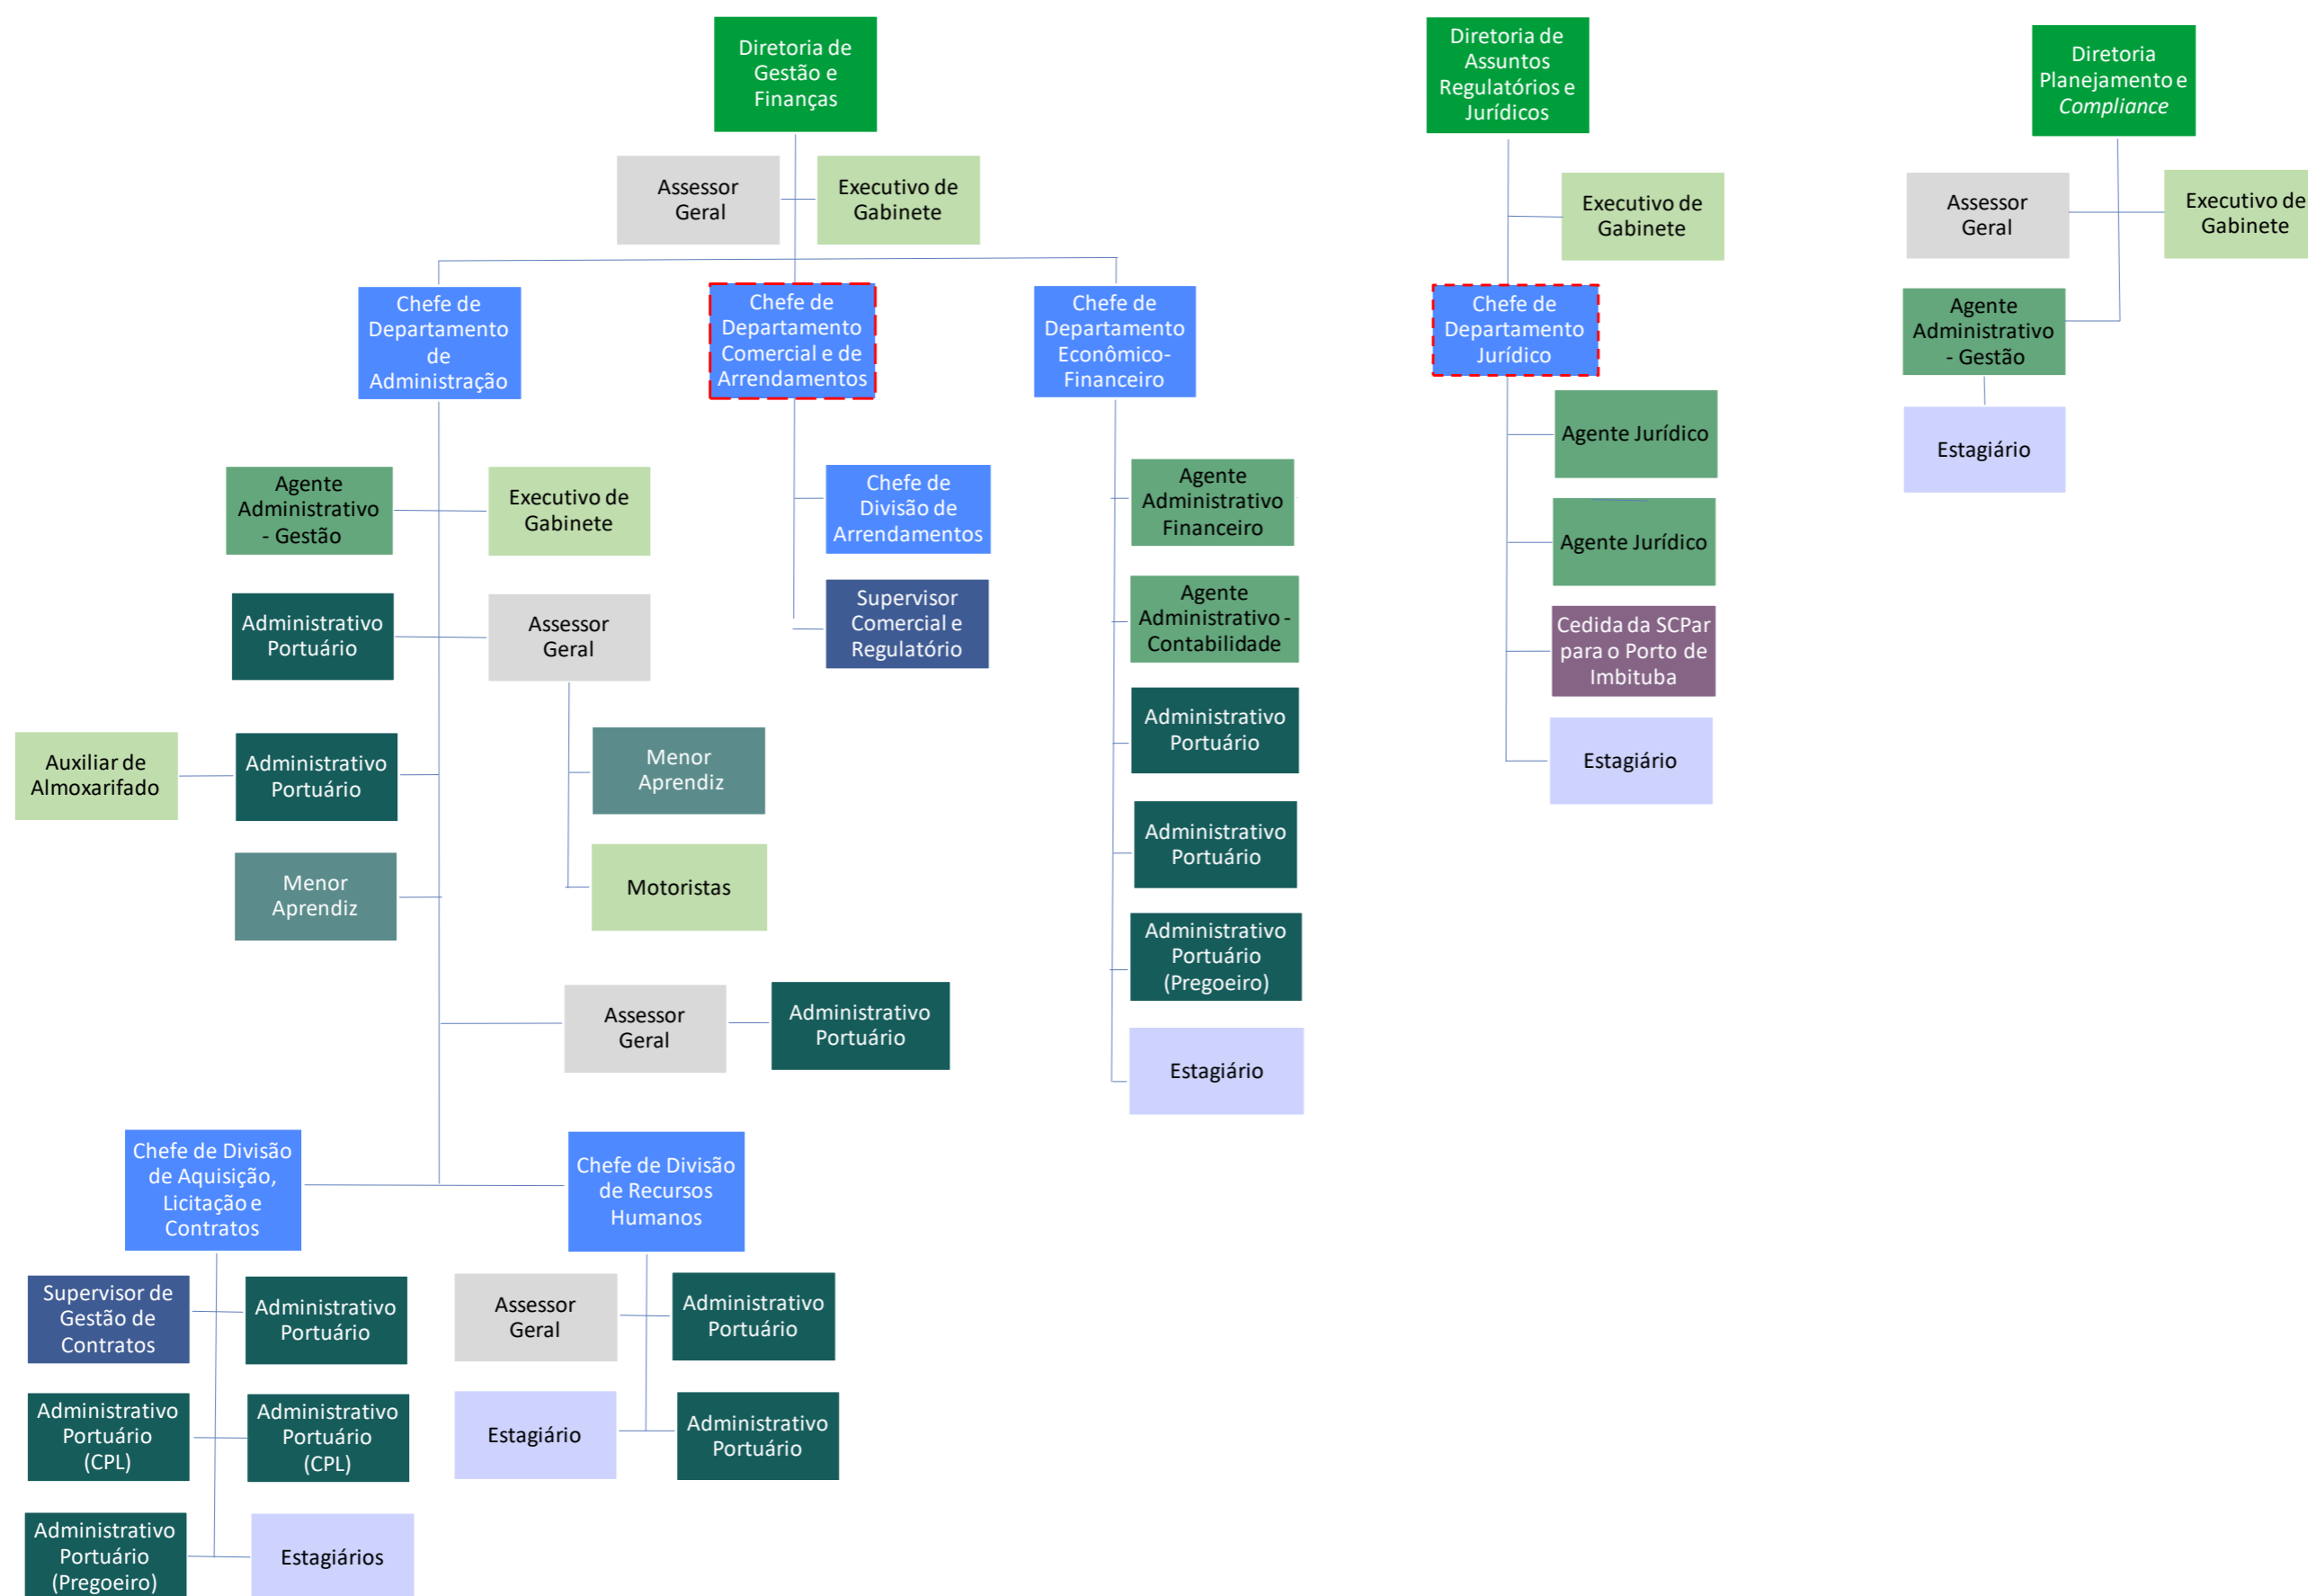 Diretoria de
Gestão e
Finanças
Assessor
Geral
Executivo de
Gabinete
Chefe de
Departamento
de
Administração
Chefe de
Departamento
Comercial e de
Arrendamentos
Chefe de
Departamento
Econômico-
Financeiro
Agente
Administrativo
- Gestão
Executivo de
Gabinete
Administrativo
Portuário
Assessor
Geral
Auxiliar de
Almoxarifado
Administrativo
Portuário
Menor
Aprendiz
Menor
Aprendiz
Motoristas
Assessor
Geral
Administrativo
Portuário
Chefe de
Divisão de
Arrendamentos
Supervisor
Comercial e
Regulatório
Agente
Administrativo
Financeiro
Agente
Administrativo -
Contabilidade
Administrativo
Portuário
Administrativo
Portuário
Administrativo
Portuário
(Pregoeiro)
Estagiário
Chefe de Divisão
de Aquisição,
Licitação e
Contratos
Chefe de Divisão
de Recursos
Humanos
Supervisor de
Gestão de
Contratos
Administrativo
Portuário
Administrativo
Portuário
(CPL)
Administrativo
Portuário
(CPL)
Administrativo
Portuário
(Pregoeiro)
Estagiários
Assessor
Geral
Administrativo
Portuário
Estagiário
Administrativo
Portuário
Diretoria de
Assuntos
Regulatórios e
Jurídicos
Executivo de
Gabinete
Chefe de
Departamento
Jurídico
Agente Jurídico
Agente Jurídico
Cedida da SCPar
para o Porto de
Imbituba
Estagiário
Diretoria
Planejamento e
Compliance
Assessor
Geral
Executivo de
Gabinete
Agente
Administrativo
- Gestão
Estagiário